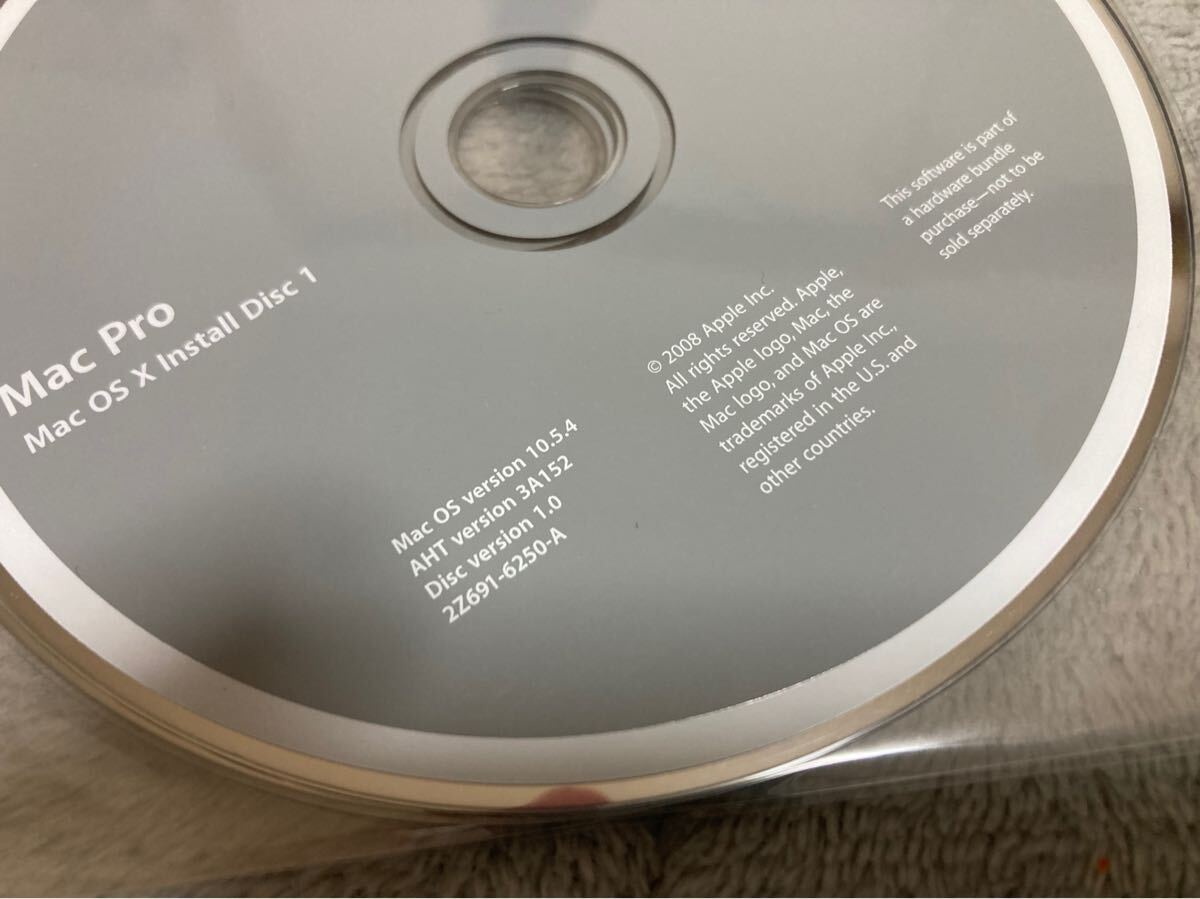 Mac Pro
Mac OS X Install Disc 1
Mac OS version 10.5.4
AHT version 3A152
Disc version 1.0
2Z691-6250-A
© 2008 Apple Inc.
All rights reserved. Apple,
the Apple logo, Mac, the
Mac logo, and Mac OS are
trademarks of Apple Inc.,
registered in the U.S. and
other countries.
This software is part of
a hardware bundle
purchase—not to be
sold separately.